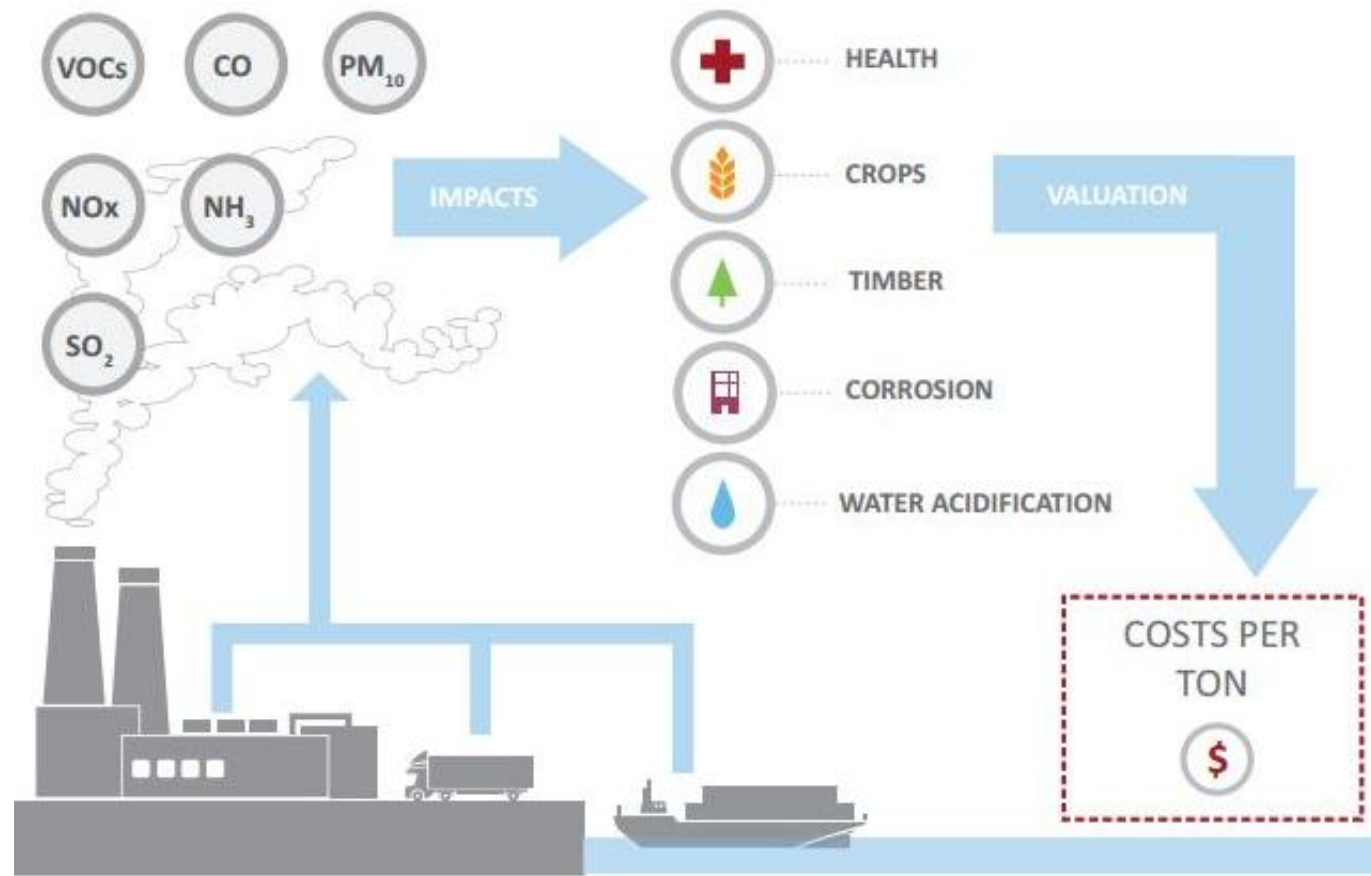 VOCs
CO
PM₁₀
NOx
NH₃
SO₂
IMPACTS
HEALTH
CROPS
TIMBER
CORROSION
WATER ACIDIFICATION
VALUATION
COSTS PER
TON
$